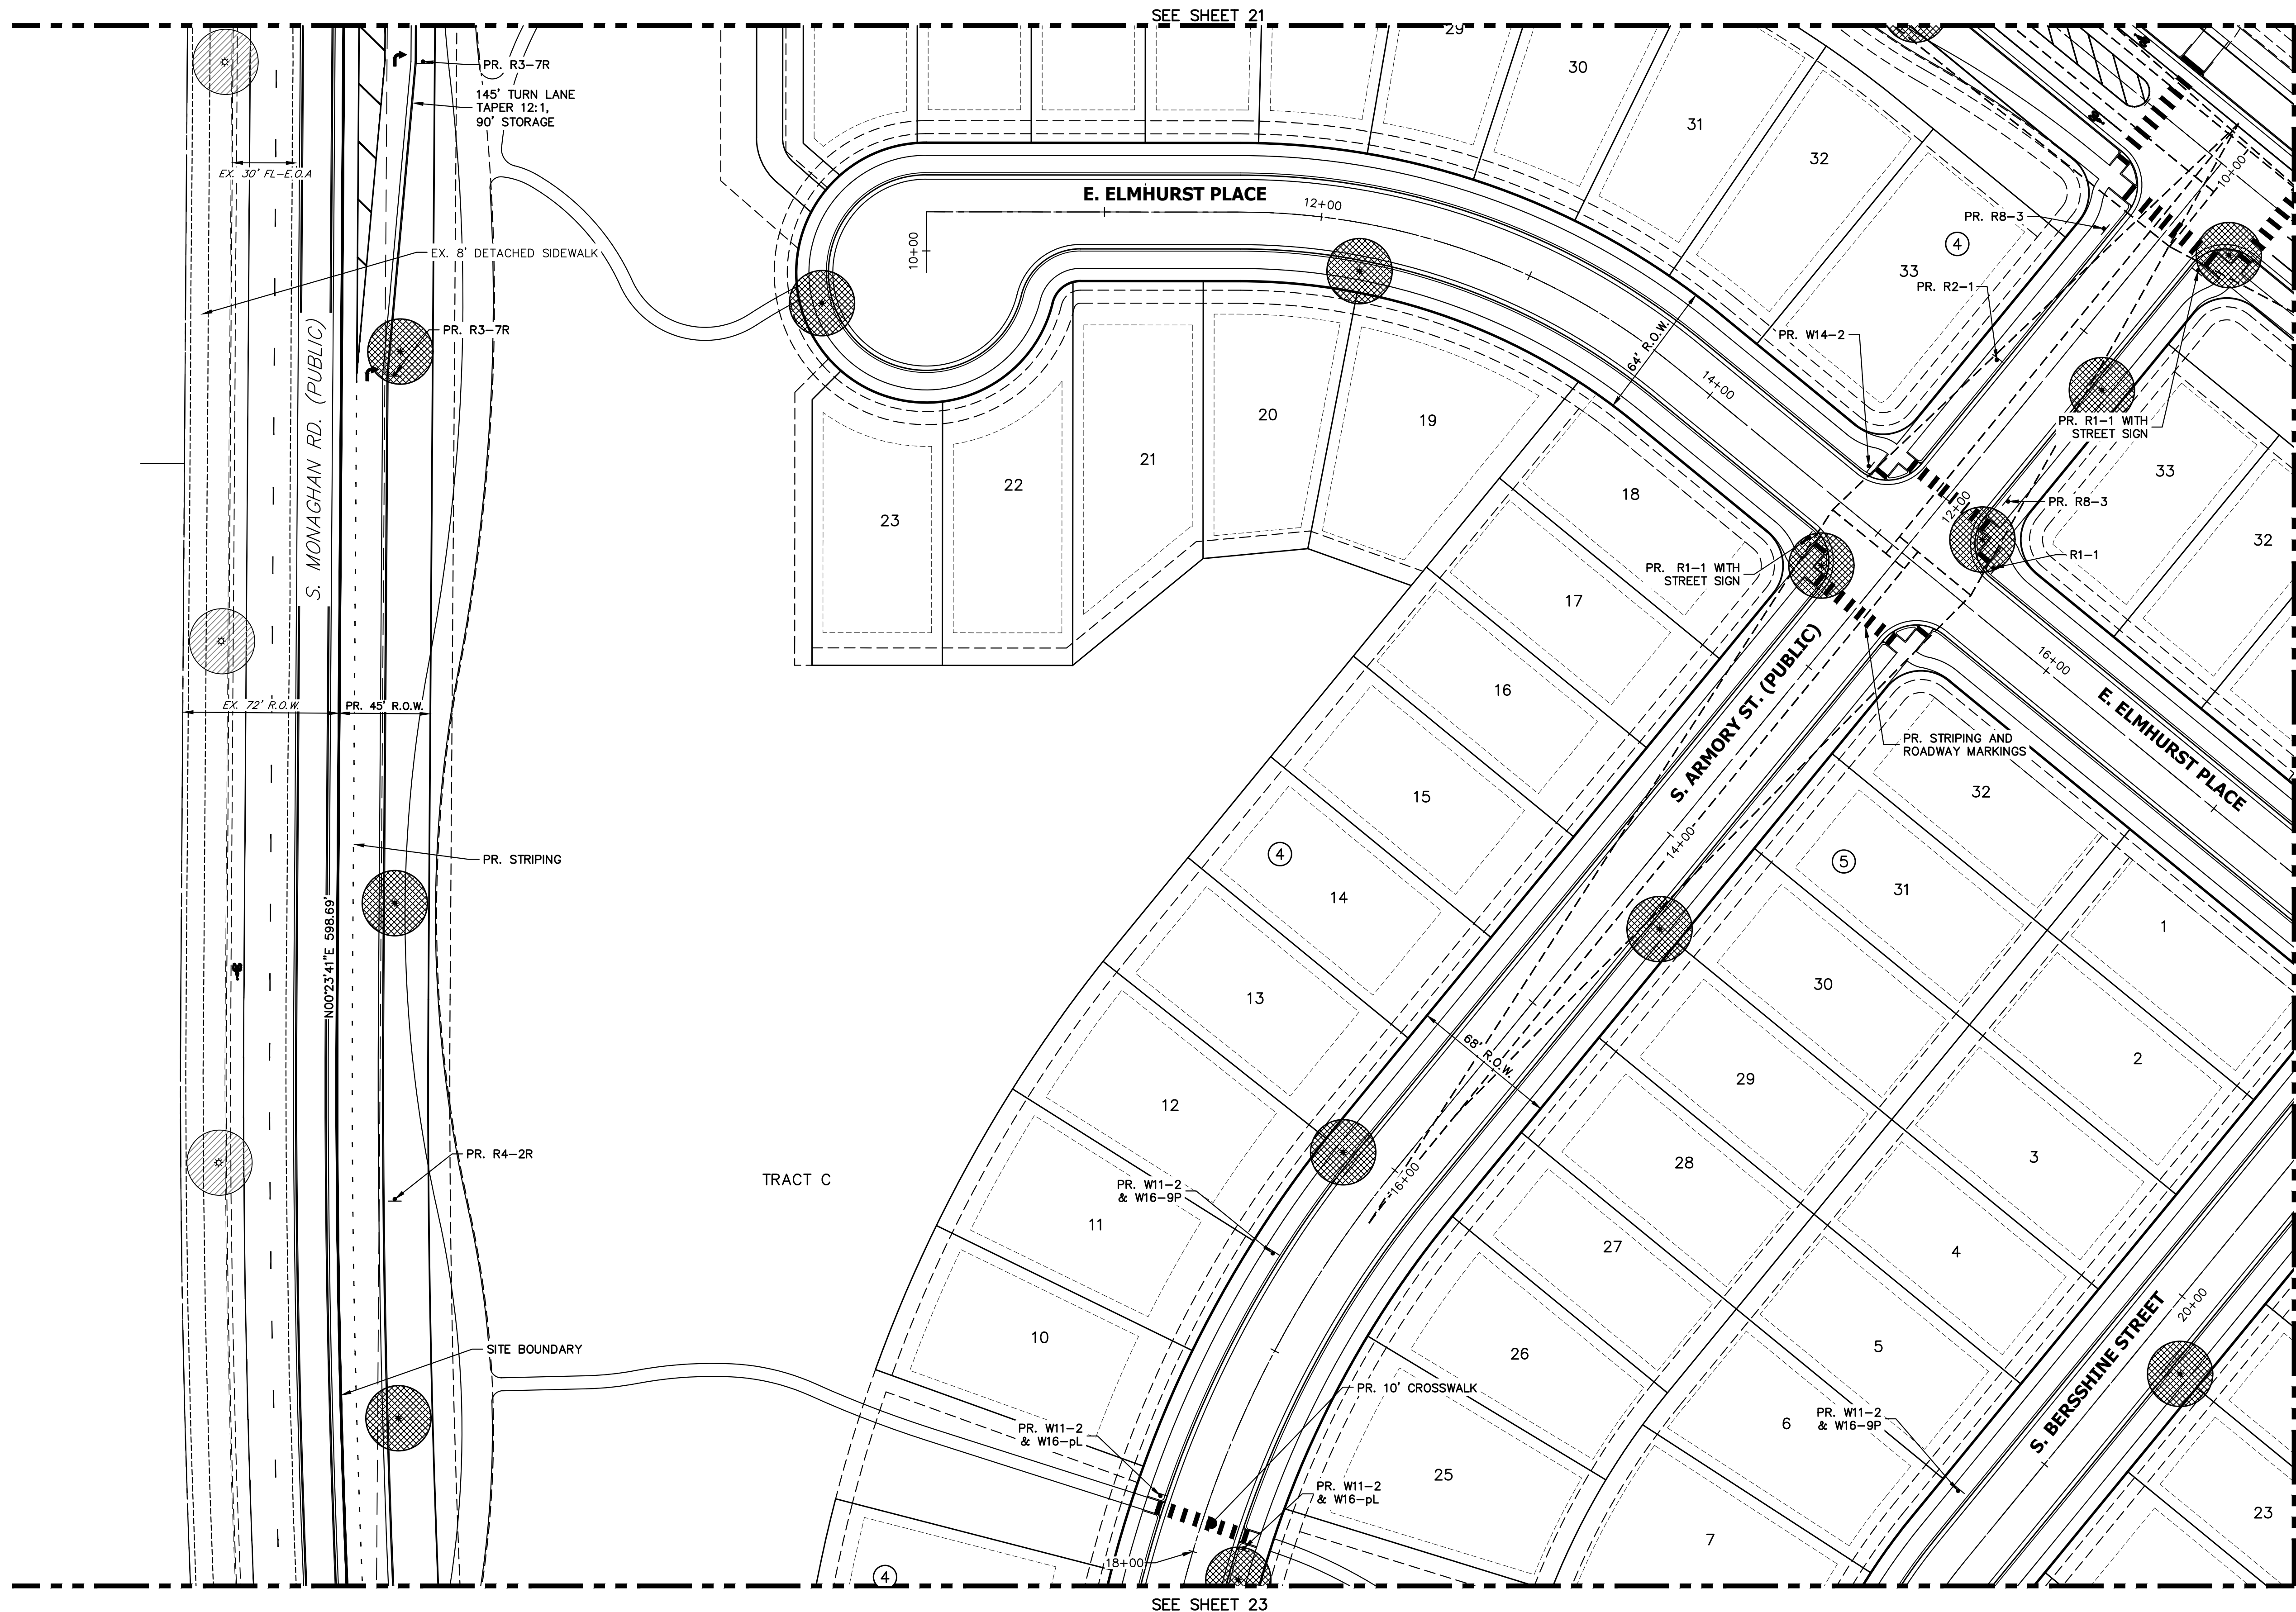 SEE SHEET 21
PR. R3-7R
145' TURN LANE
TAPER 12:1,
90' STORAGE
EX. 30' FL-E.O.A
EX. 8' DETACHED SIDEWALK
PR. R3-7R
S. MONAGHAN RD. (PUBLIC)
EX. 72' R.O.W.
PR. 45' R.O.W.
PR. STRIPING
N00°23'41"E 598.69'
PR. R4-2R
SITE BOUNDARY
TRACT C
E. ELMHURST PLACE
10+00
12+00
14+00
64' R.O.W.
29
30
31
32
33
4
PR. R8-3
PR. R2-1
PR. W14-2
10+00
PR. R1-1 WITH
STREET SIGN
33
32
PR. R8-3
12+00
R1-1
PR. R1-1 WITH
STREET SIGN
16+00
E. ELMHURST PLACE
PR. STRIPING AND
ROADWAY MARKINGS
S. ARMORY ST. (PUBLIC)
14+00
68' R.O.W.
16+00
23
22
21
20
19
18
17
16
15
4
14
13
12
11
10
PR. W11-2
& W16-9P
PR. W11-2
& W16-pL
PR. 10' CROSSWALK
PR. W11-2
& W16-pL
18+00
4
32
5
31
30
29
28
27
26
25
1
2
3
4
5
6
7
PR. W11-2
& W16-9P
S. BERSSHINE STREET
20+00
23
SEE SHEET 23